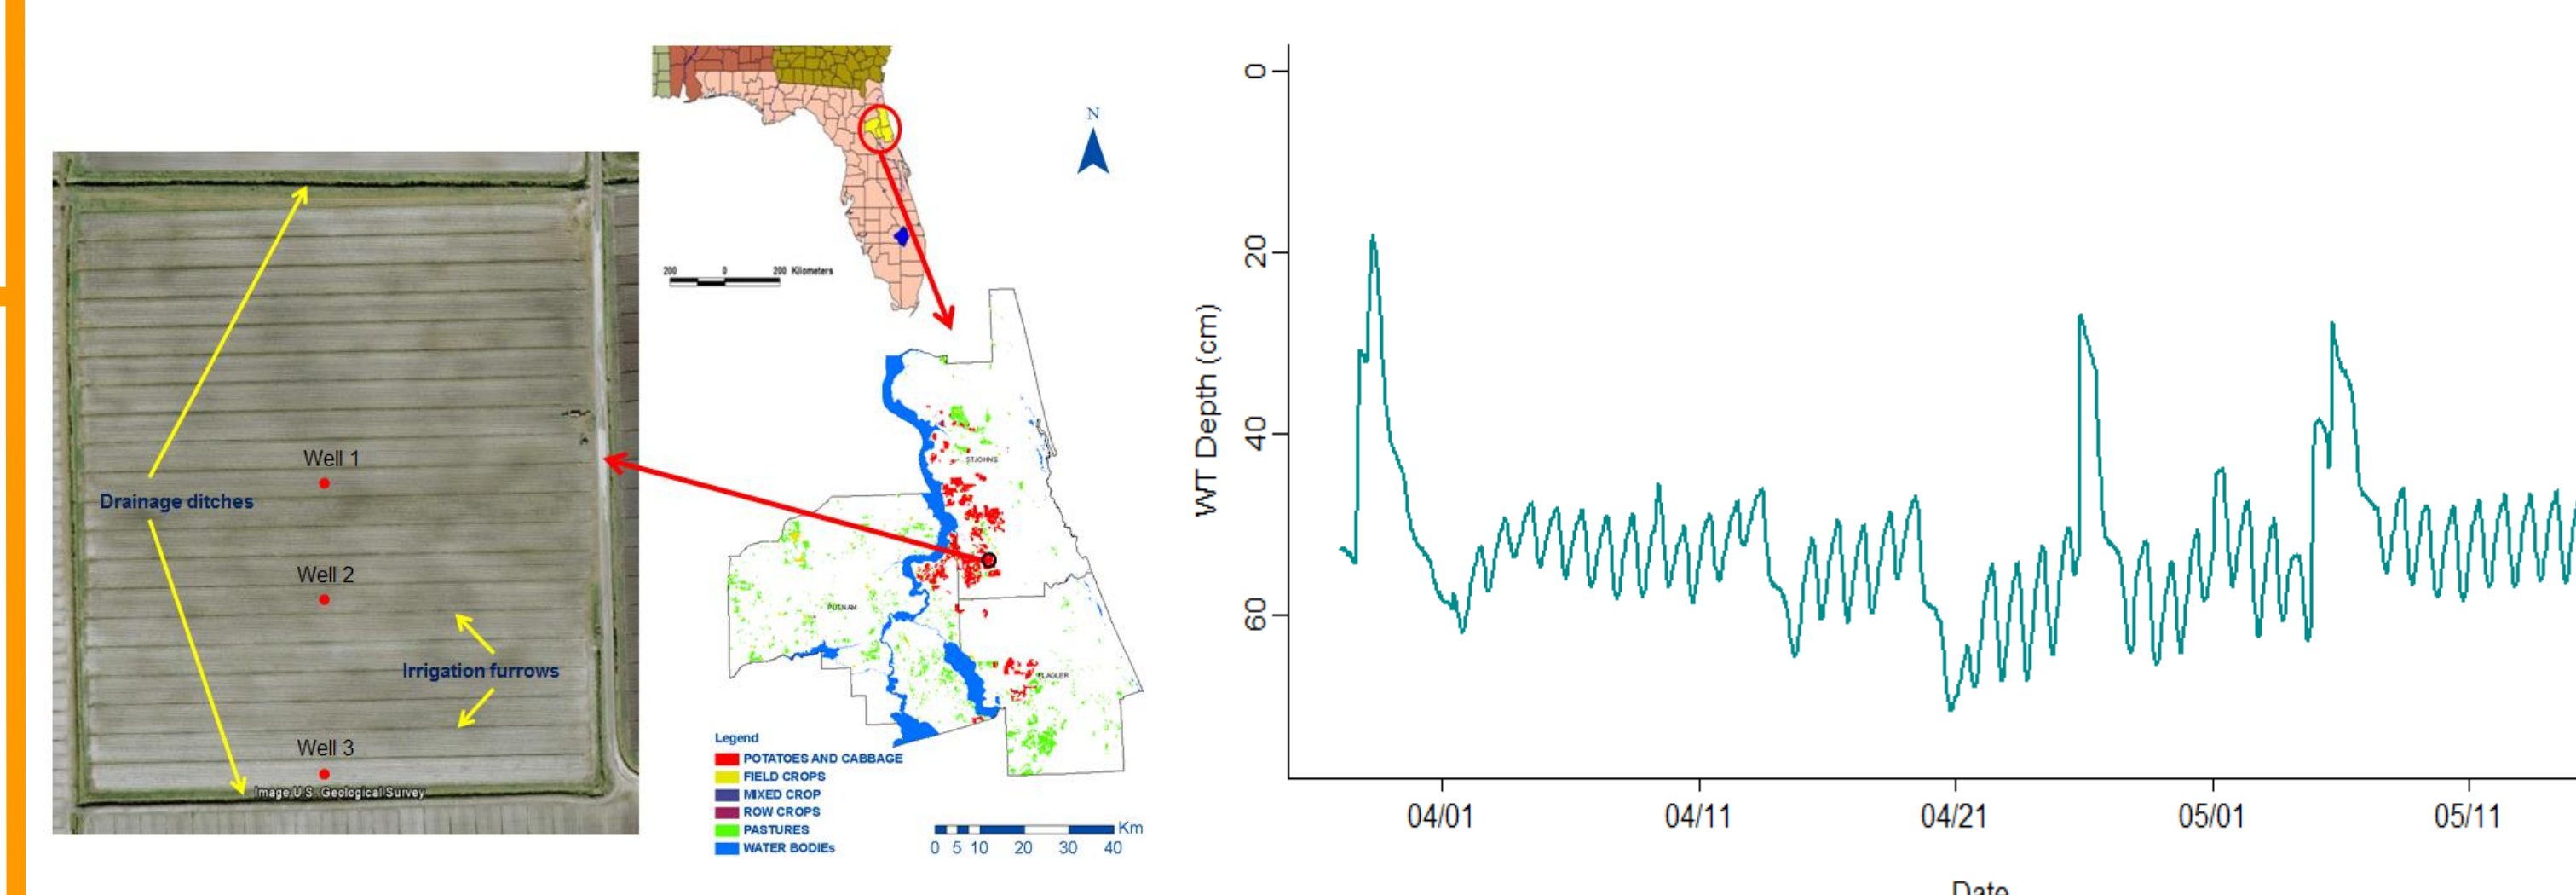 Well 1
Drainage ditches
Well 2
Irrigation furrows
Well 3
Image U.S. Geological Survey
N
200 0 200 Kilometers
STJOHNS
PUTNAM
FLAGLER
Legend
POTATOES AND CABBAGE
FIELD CROPS
MIXED CROP
ROW CROPS
PASTURES
WATER BODIEs
Km
0 5 10 20 30 40
WT Depth (cm)
0
20
40
60
04/01 04/11 04/21 05/01 05/11
Date